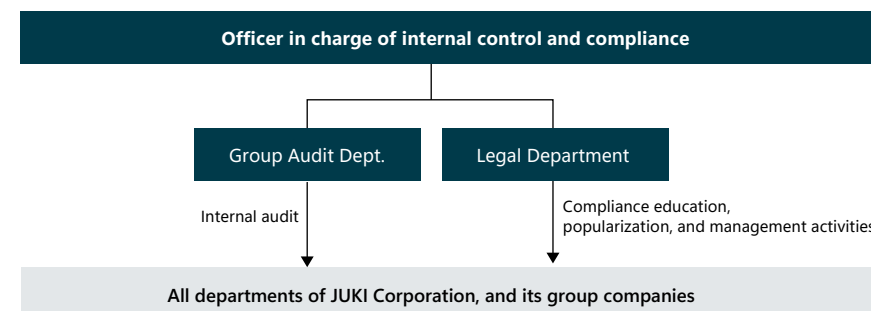 Officer in charge of internal control and compliance
Group Audit Dept.
Legal Department
Internal audit
Compliance education,
popularization, and management activities
All departments of JUKI Corporation, and its group companies